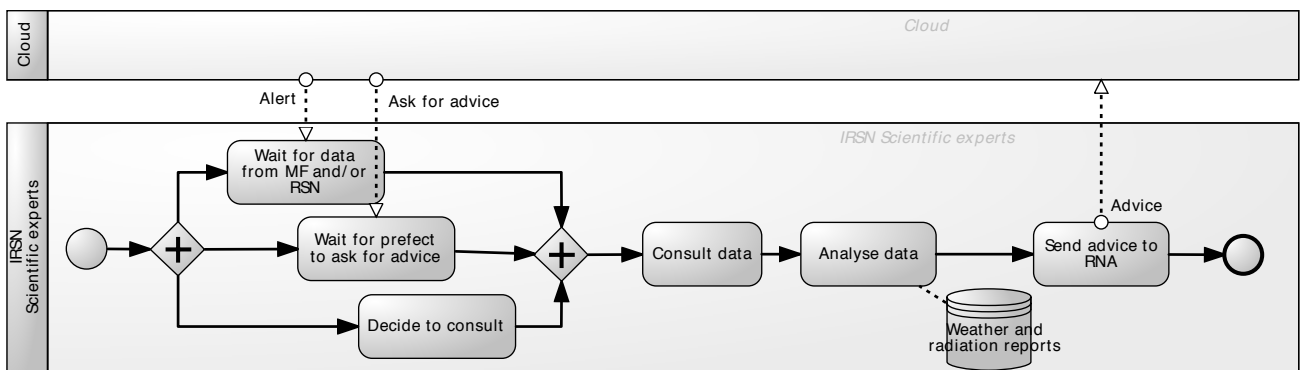 Cloud
Cloud
Alert
Ask for advice
IRSN
Scientific experts
IRSN Scientific experts
Wait for data
from MF and/or
RSN
Wait for prefect
to ask for advice
Decide to consult
Consult data
Analyse data
Advice
Send advice to
RNA
Weather and
radiation reports